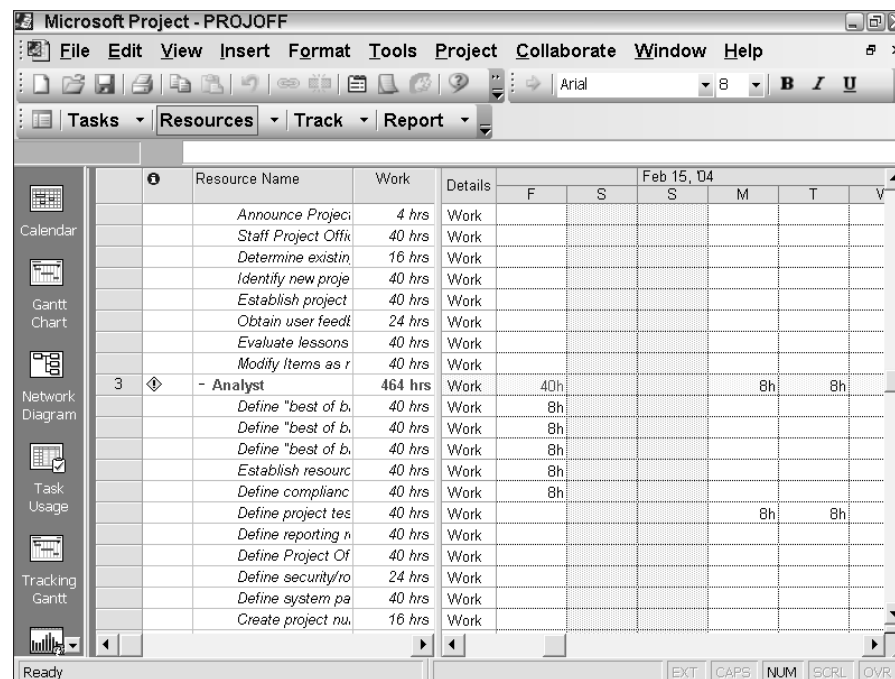 Microsoft Project - PROJOFF
File Edit View Insert Format Tools Project Collaborate Window Help
Arial 8 B I U
Tasks Resources Track Report
Resource Name Work Details Feb 15, '04
F S S M T
Announce Projec 4 hrs Work
Staff Project Offi 40 hrs Work
Determine existin 16 hrs Work
Identify new proje 40 hrs Work
Establish project 40 hrs Work
Obtain user feedb 24 hrs Work
Evaluate lessons 40 hrs Work
Modify Items as r 40 hrs Work
3 - Analyst 464 hrs Work 40h 8h 8h
Define "best of b 40 hrs Work 8h
Define "best of b 40 hrs Work 8h
Define "best of b 40 hrs Work 8h
Establish resourc 40 hrs Work 8h
Define complianc 40 hrs Work 8h
Define project tes 40 hrs Work 8h 8h
Define reporting r 40 hrs Work
Define Project Of 40 hrs Work
Define security/ro 24 hrs Work
Define system pa 40 hrs Work
Create project nu 16 hrs Work
Calendar
Gantt
Chart
Network
Diagram
Task
Usage
Tracking
Gantt
Ready EXT CAPS NUM SCRL OVR